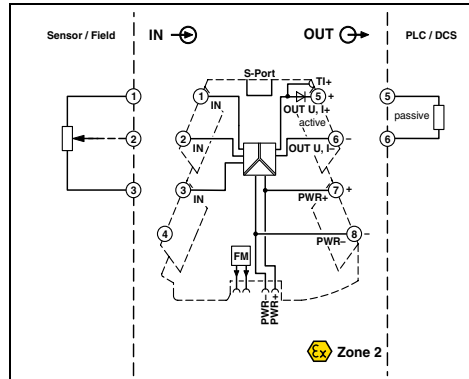 Sensor / Field
IN
OUT
PLC / DCS
S-Port
TI+
1
1
IN
5
+
OUT U, I+
active
5
passive
2
2
IN
6
–
OUT U, I–
6
3
3
IN
7
+
PWR+
4
8
–
PWR–
FM
PWR–
PWR+
Ex
Zone 2